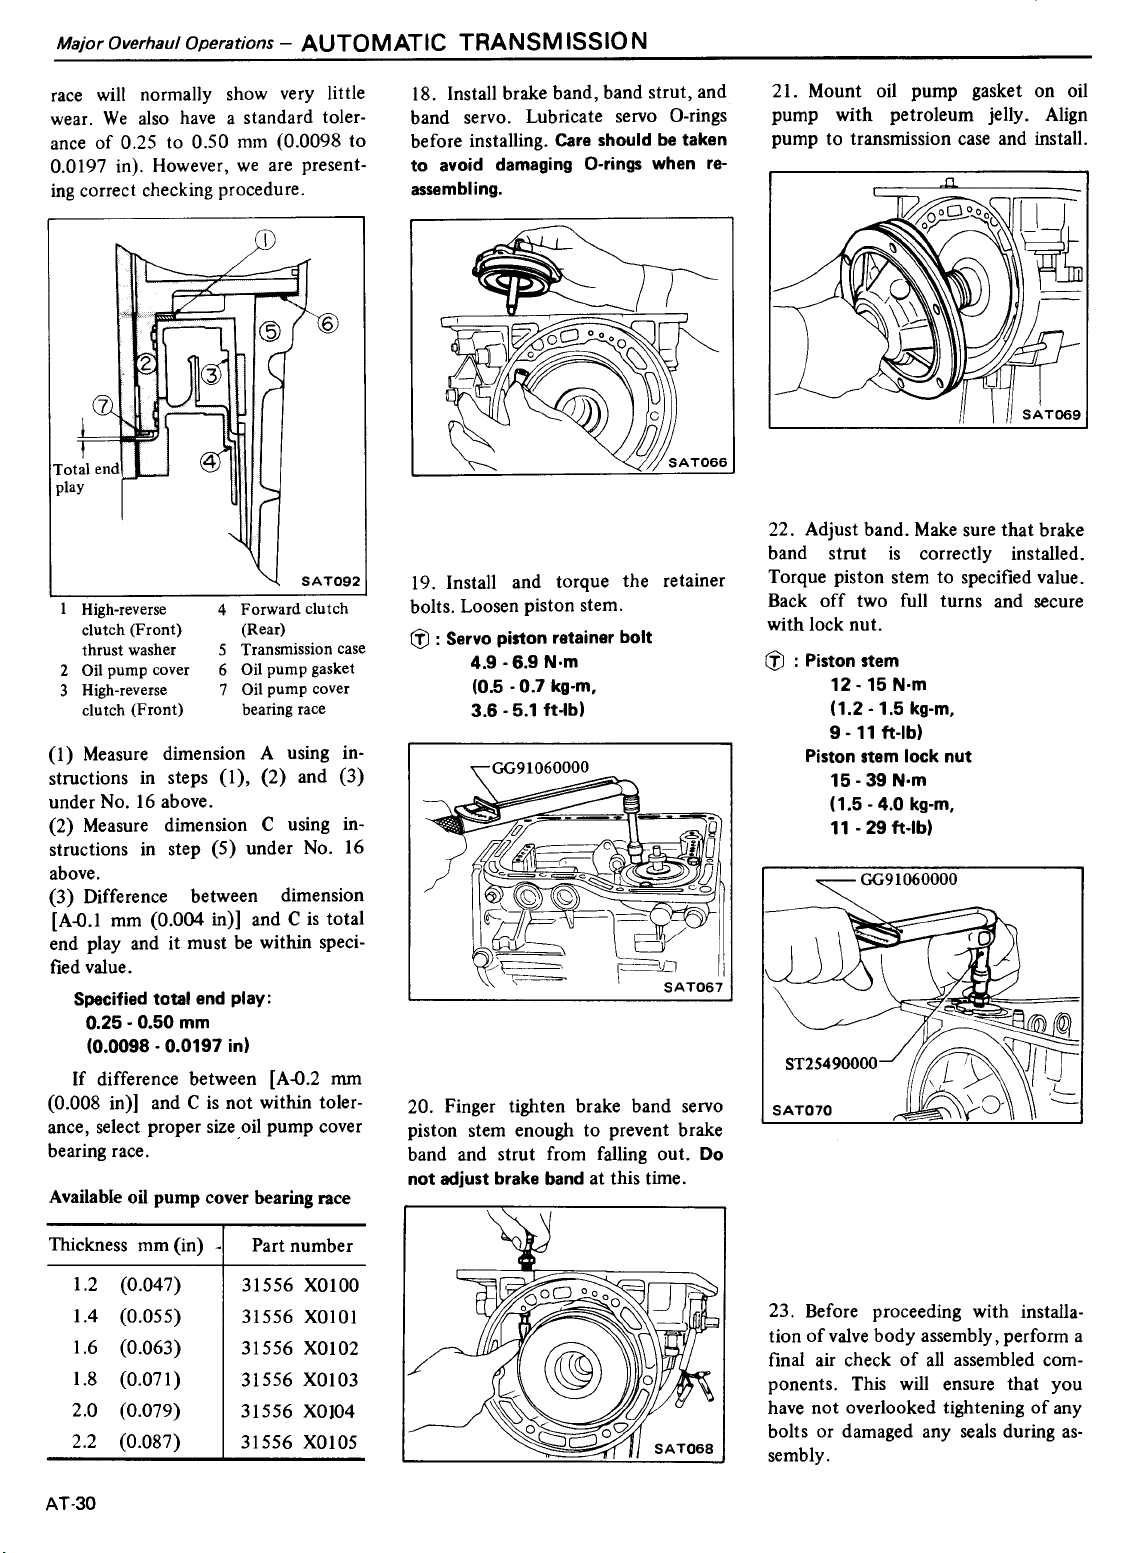 Major Overhaul Operations – AUTOMATIC TRANSMISSION
race will normally show very little
wear. We also have a standard toler-
ance of 0.25 to 0.50 mm (0.0098 to
0.0197 in). However, we are present-
ing correct checking procedure.
1
6
5
2
3
7
4
Total end
play
SAT092
1 High-reverse
clutch (Front)
thrust washer
2 Oil pump cover
3 High-reverse
clutch (Front)
4 Forward clutch
(Rear)
5 Transmission case
6 Oil pump gasket
7 Oil pump cover
bearing race
(1) Measure dimension A using in-
structions in steps (1), (2) and (3)
under No. 16 above.
(2) Measure dimension C using in-
structions in step (5) under No. 16
above.
(3) Difference between dimension
[A-0.1 mm (0.004 in)] and C is total
end play and it must be within speci-
fied value.
Specified total end play:
0.25 - 0.50 mm
(0.0098 - 0.0197 in)
If difference between [A-0.2 mm
(0.008 in)] and C is not within toler-
ance, select proper size oil pump cover
bearing race.
Available oil pump cover bearing race
Thickness mm (in) Part number
1.2 (0.047) 31556 X0100
1.4 (0.055) 31556 X0101
1.6 (0.063) 31556 X0102
1.8 (0.071) 31556 X0103
2.0 (0.079) 31556 X0104
2.2 (0.087) 31556 X0105
18. Install brake band, band strut, and
band servo. Lubricate servo O-rings
before installing. Care should be taken
to avoid damaging O-rings when re-
assembling.
SAT066
19. Install and torque the retainer
bolts. Loosen piston stem.
Ⓣ : Servo piston retainer bolt
4.9 - 6.9 N·m
(0.5 - 0.7 kg-m,
3.6 - 5.1 ft-lb)
GG91060000
SAT067
20. Finger tighten brake band servo
piston stem enough to prevent brake
band and strut from falling out. Do
not adjust brake band at this time.
SAT068
21. Mount oil pump gasket on oil
pump with petroleum jelly. Align
pump to transmission case and install.
SAT069
22. Adjust band. Make sure that brake
band strut is correctly installed.
Torque piston stem to specified value.
Back off two full turns and secure
with lock nut.
Ⓣ : Piston stem
12 - 15 N·m
(1.2 - 1.5 kg-m,
9 - 11 ft-lb)
Piston stem lock nut
15 - 39 N·m
(1.5 - 4.0 kg-m,
11 - 29 ft-lb)
GG91060000
ST25490000
SAT070
23. Before proceeding with installa-
tion of valve body assembly, perform a
final air check of all assembled com-
ponents. This will ensure that you
have not overlooked tightening of any
bolts or damaged any seals during as-
sembly.
AT-30